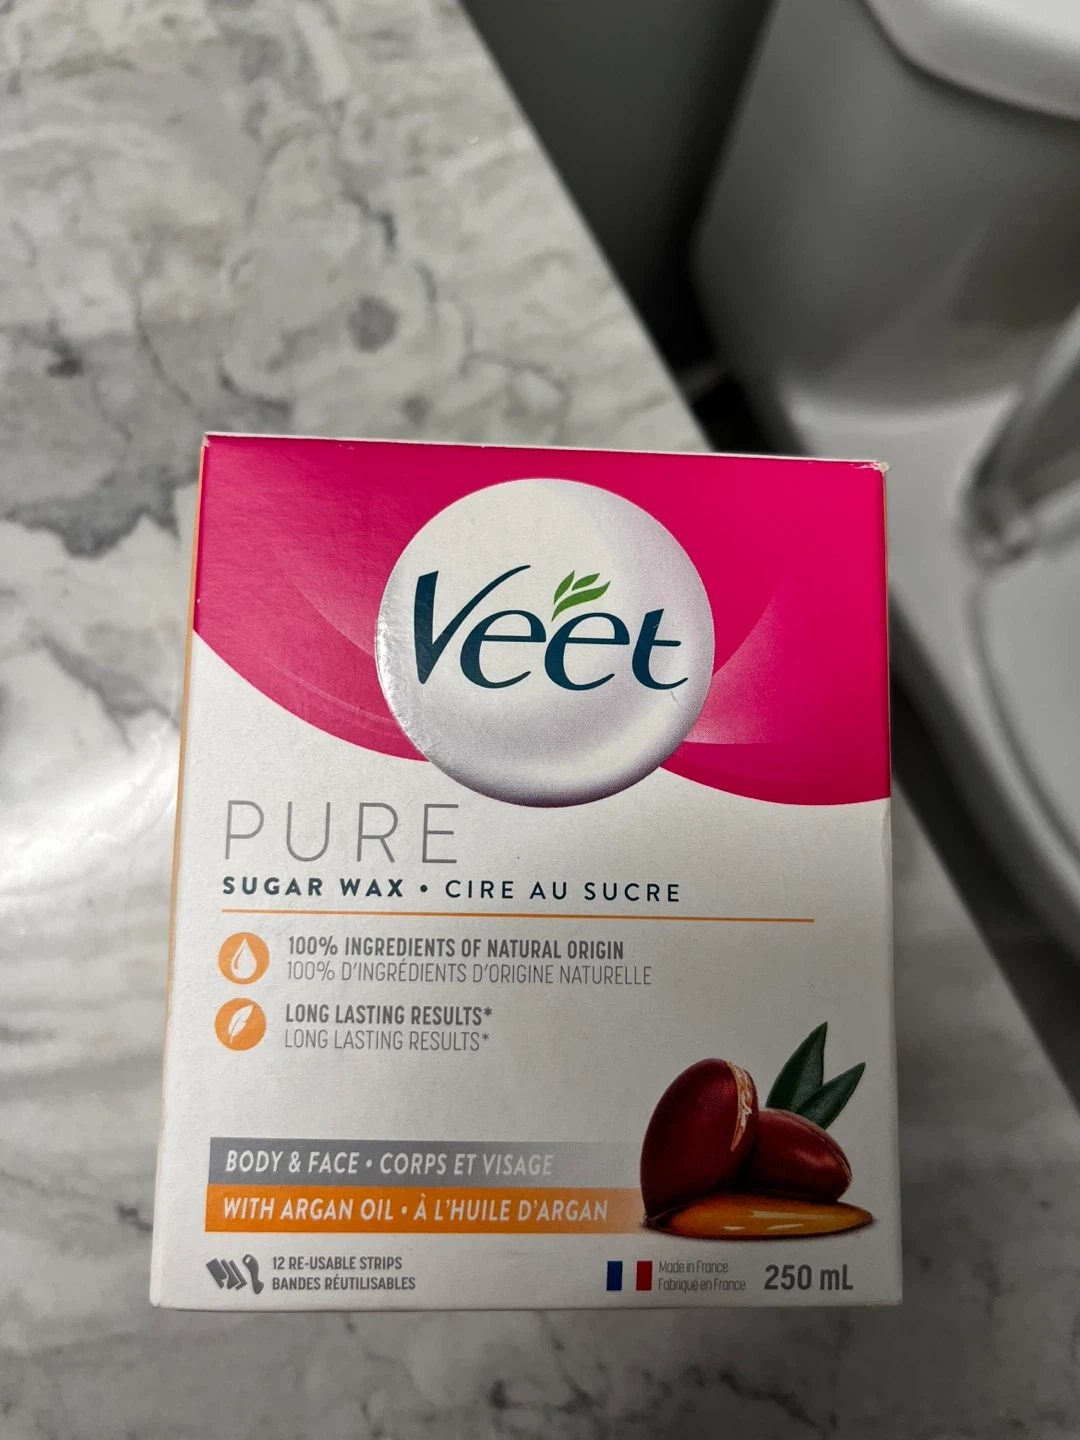 Veet
PURE
SUGAR WAX • CIRE AU SUCRE
100% INGREDIENTS OF NATURAL ORIGIN
100% D'INGRÉDIENTS D'ORIGINE NATURELLE
LONG LASTING RESULTS*
LONG LASTING RESULTS*
BODY & FACE • CORPS ET VISAGE
WITH ARGAN OIL • À L'HUILE D'ARGAN
12 RE-USABLE STRIPS
BANDES RÉUTILISABLES
Made in France
Fabriqué en France
250 mL